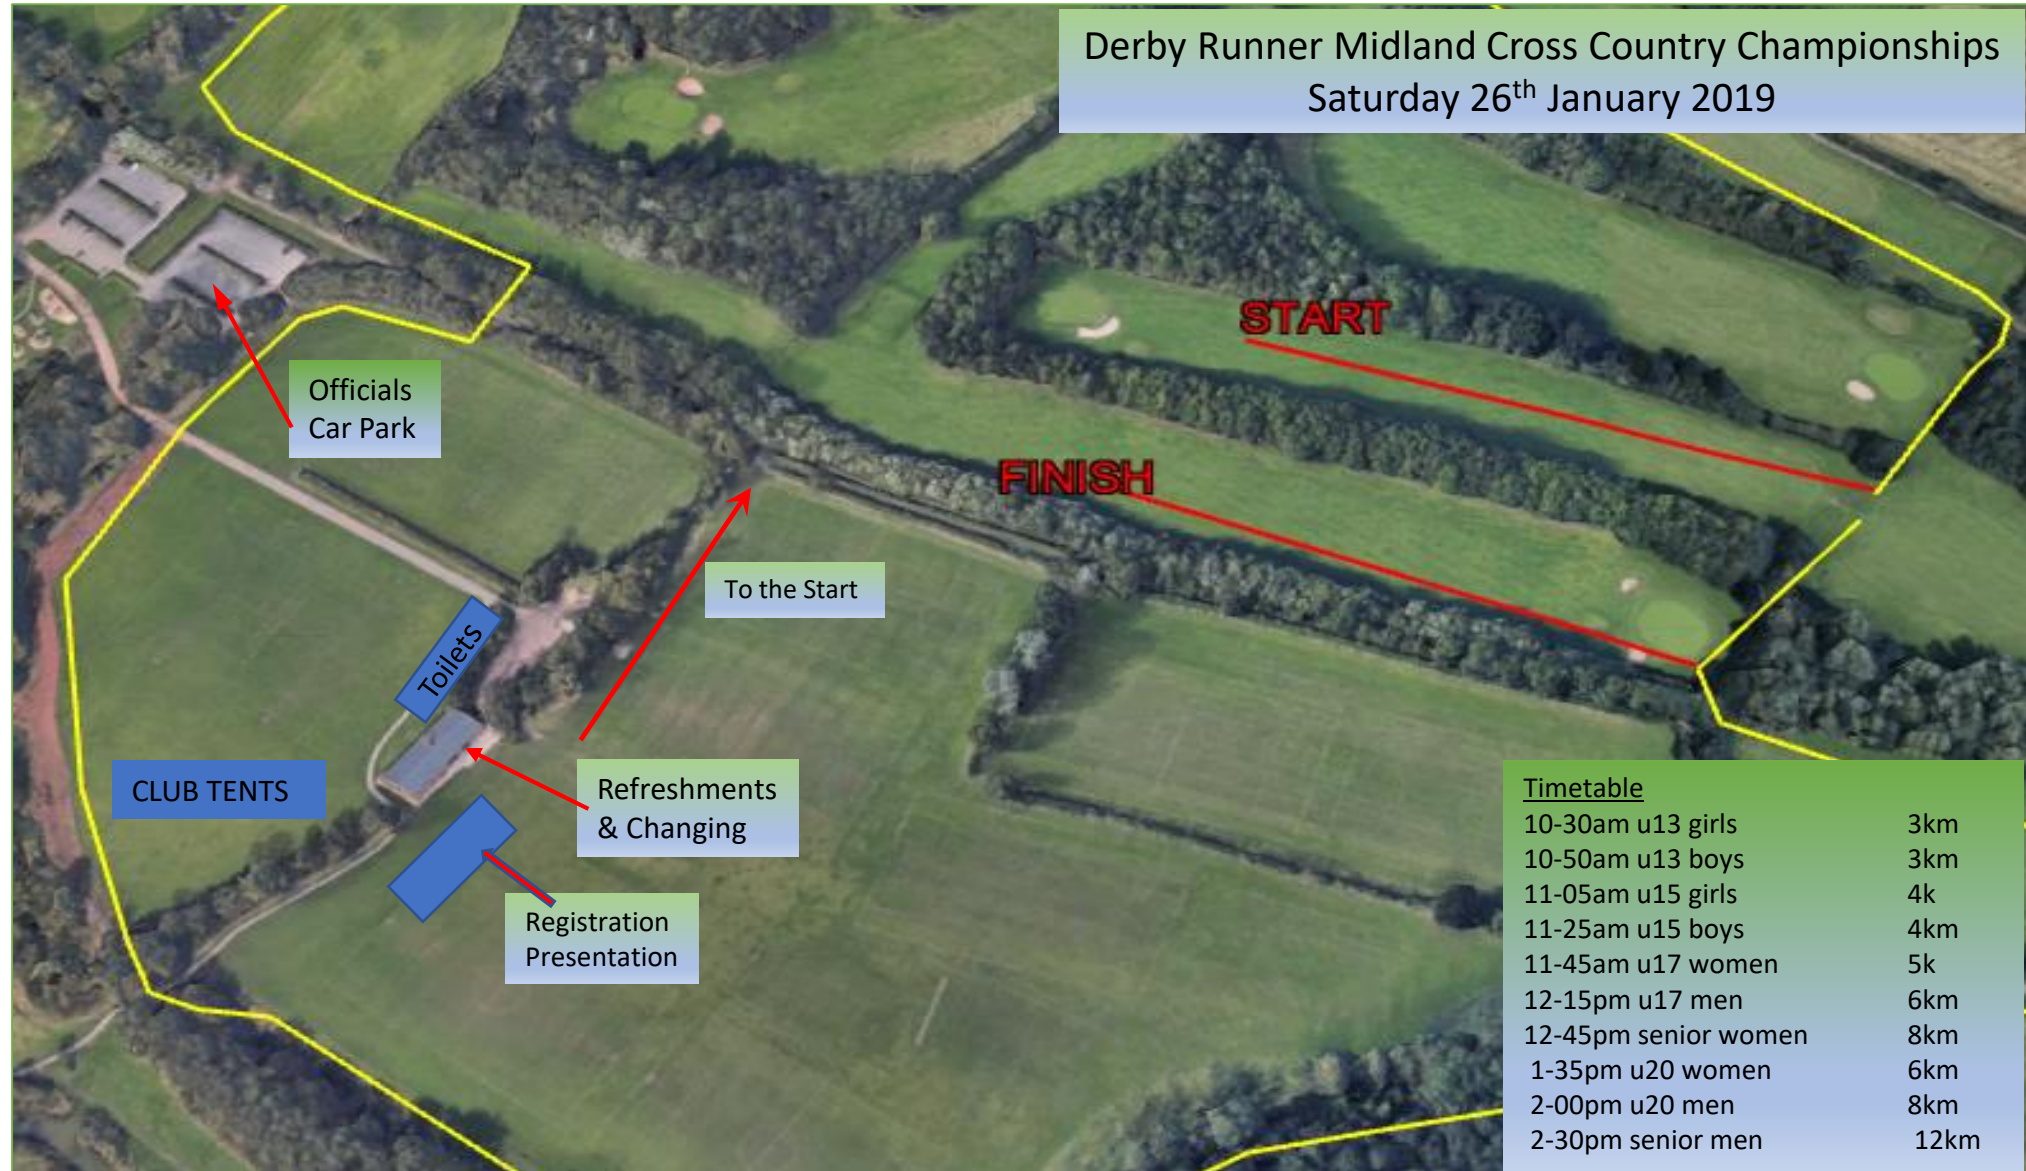 Derby Runner Midland Cross Country Championships
Saturday 26th January 2019
START
Officials
Car Park
FINISH
To the Start
Toilets
CLUB TENTS
Refreshments
& Changing
Registration
Presentation
Timetable
10-30am u13 girls 3km
10-50am u13 boys 3km
11-05am u15 girls 4k
11-25am u15 boys 4km
11-45am u17 women 5k
12-15pm u17 men 6km
12-45pm senior women 8km
1-35pm u20 women 6km
2-00pm u20 men 8km
2-30pm senior men 12km